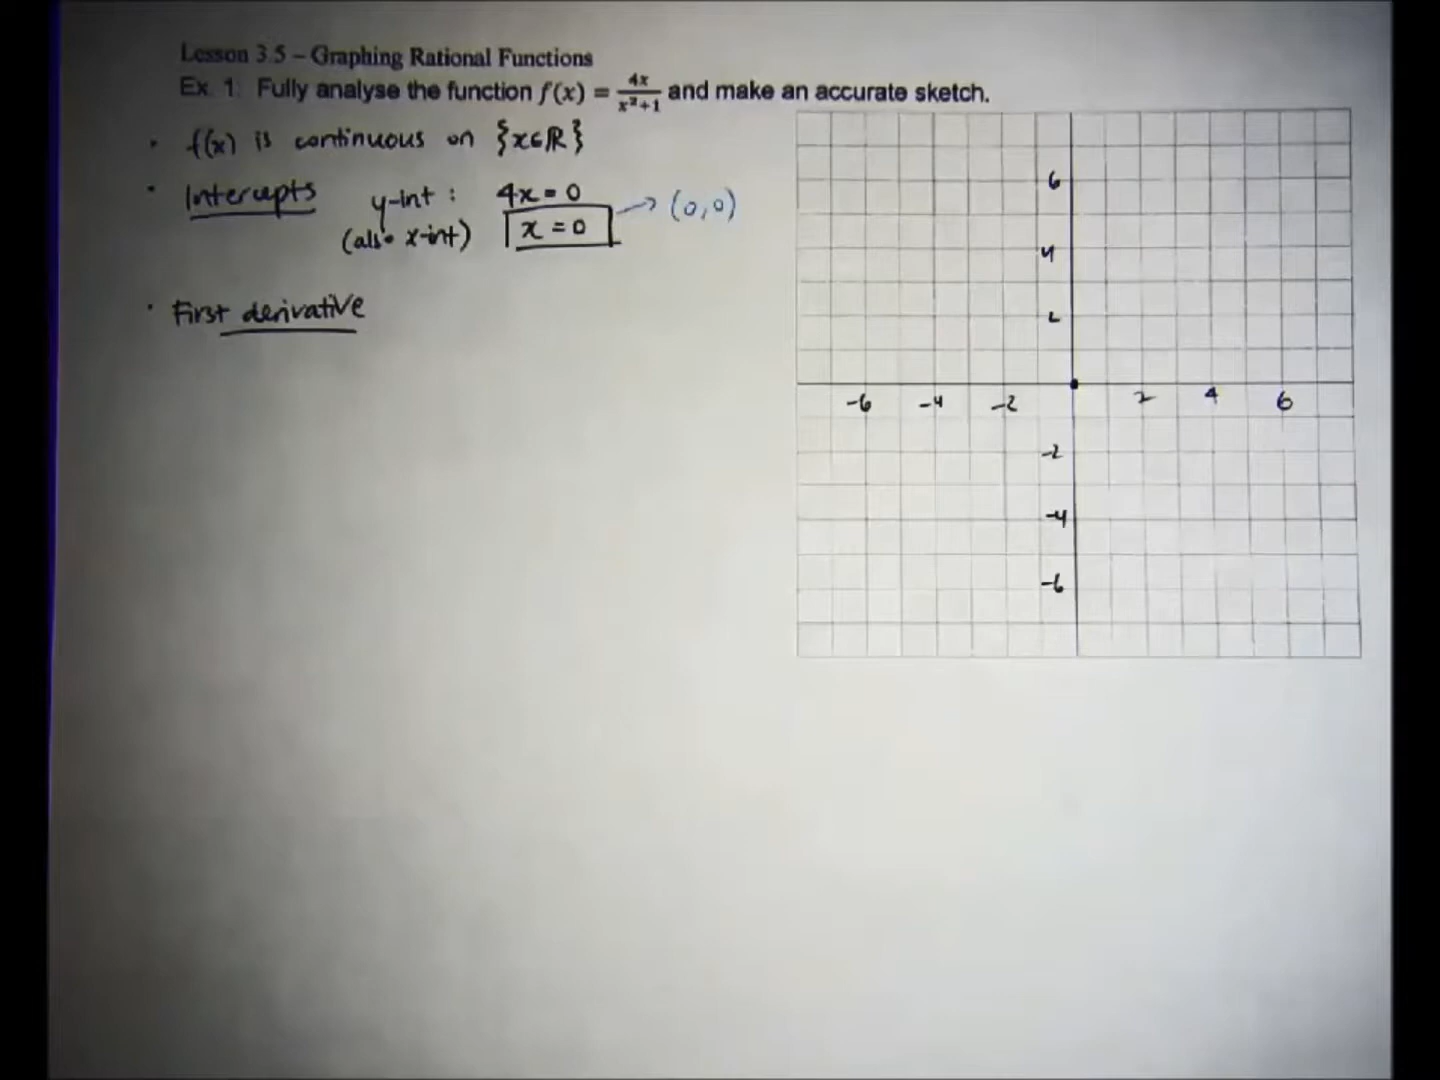 Lesson 3.5 – Graphing Rational Functions
Ex. 1: Fully analyse the function f(x) = 4x/(x²+1) and make an accurate sketch.
• f(x) is continuous on {x∈ℝ}
• Intercepts y-int : 4x = 0
(also x-int) x = 0 → (0,0)
• First derivative
6
4
2
-6 -4 -2 2 4 6
-2
-4
-6